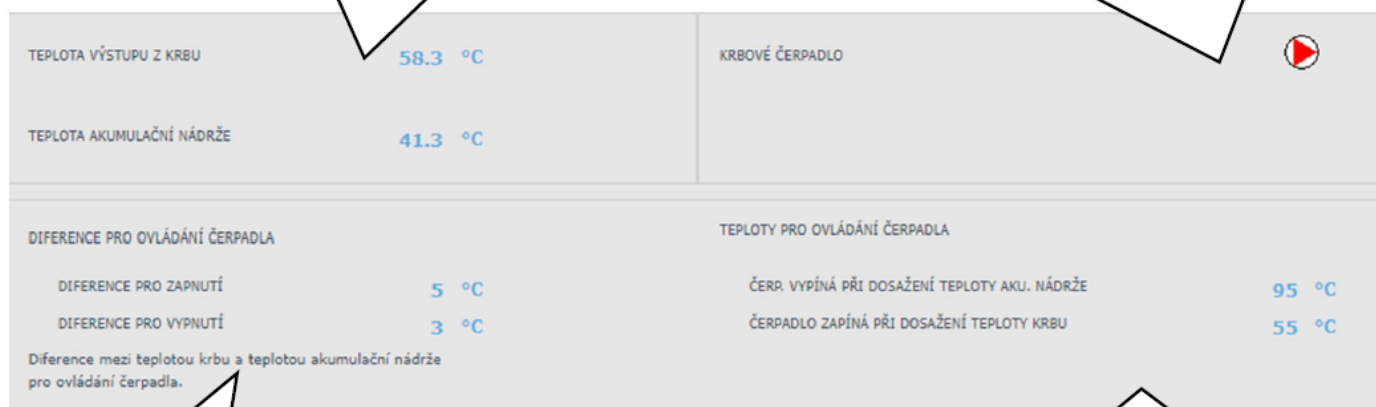 TEPLOTA VÝSTUPU Z KRBU 58.3 °C
KRBOVÉ ČERPADLO
TEPLOTA AKUMULAČNÍ NÁDRŽE 41.3 °C
DIFERENCE PRO OVLÁDÁNÍ ČERPADLA
DIFERENCE PRO ZAPNUTÍ 5 °C
DIFERENCE PRO VYPNUTÍ 3 °C
Diference mezi teplotou krbu a teplotou akumulační nádrže
pro ovládání čerpadla.
TEPLOTY PRO OVLÁDÁNÍ ČERPADLA
ČERP. VYPÍNÁ PŘI DOSAŽENÍ TEPLOTY AKU. NÁDRŽE 95 °C
ČERPADLO ZAPÍNÁ PŘI DOSAŽENÍ TEPLOTY KRBU 55 °C